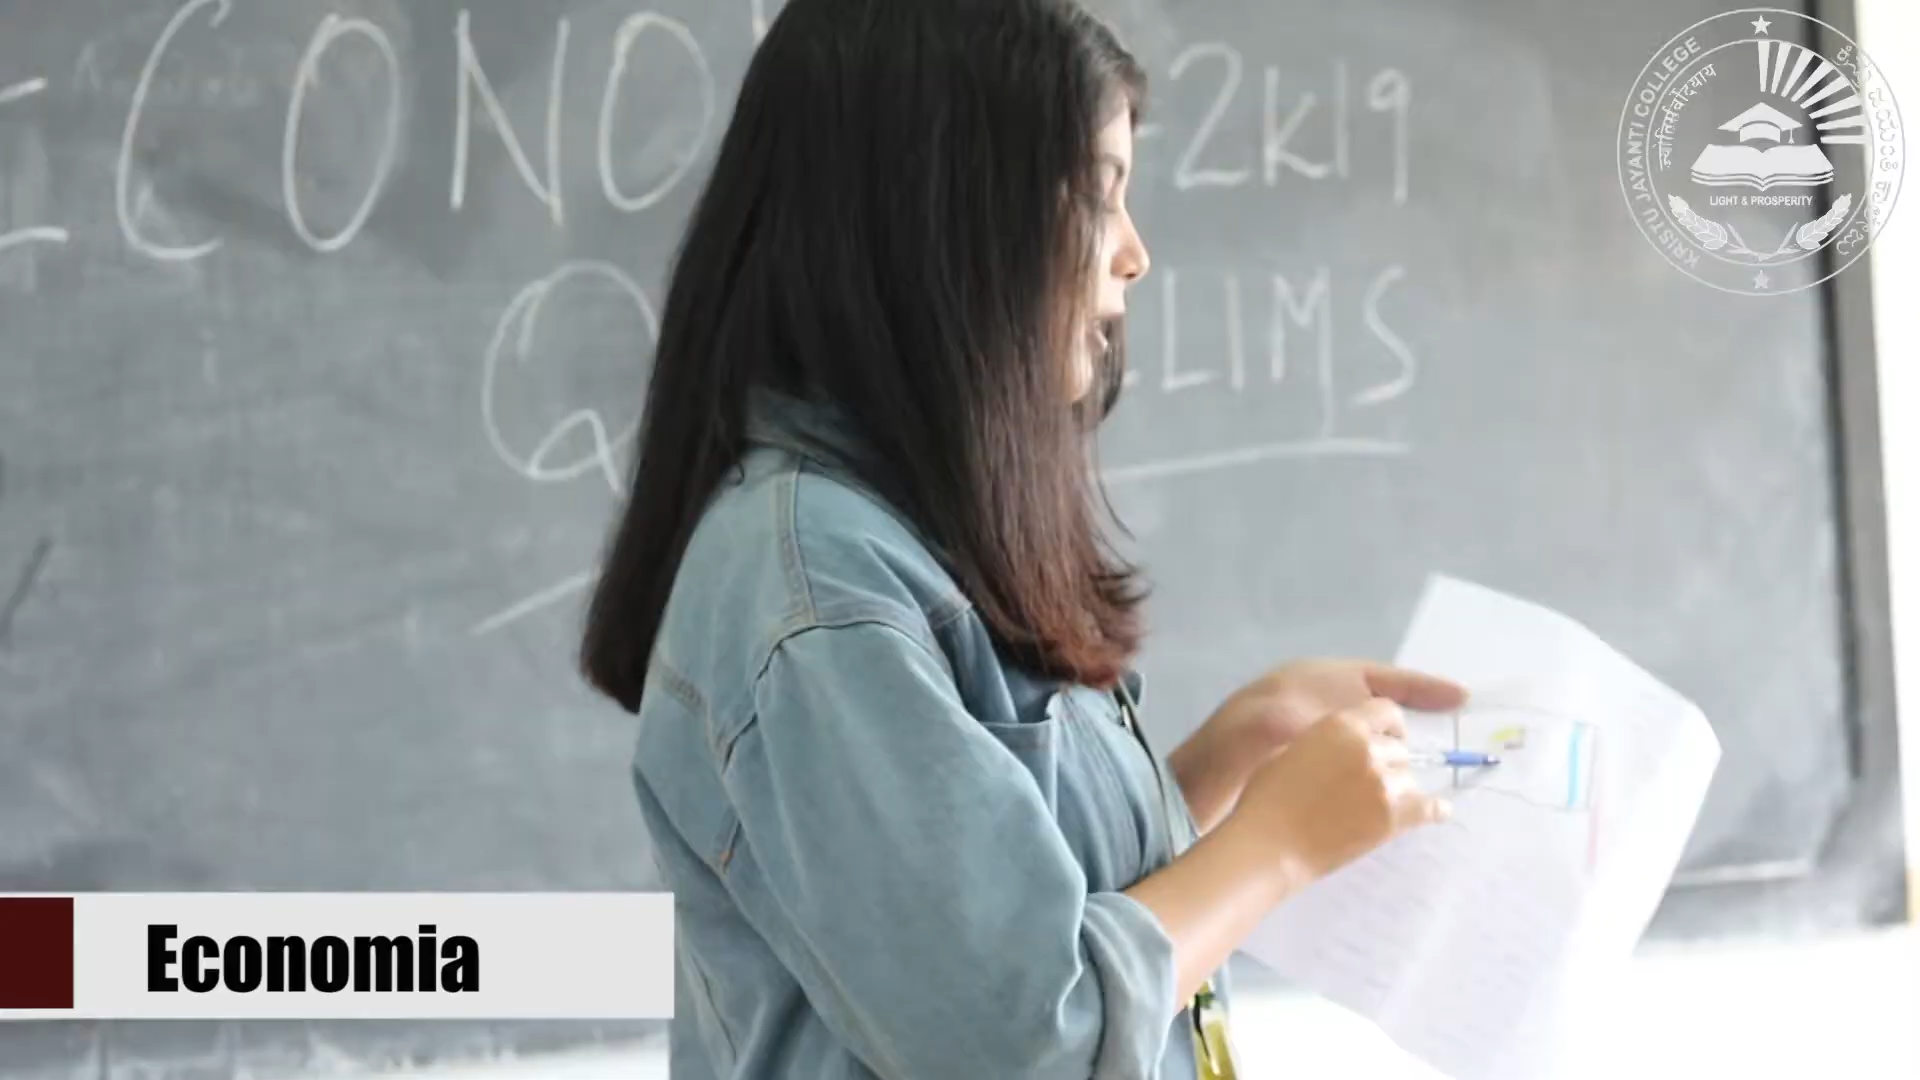 ECONO
-2k19
Q
LIMS
KRISTU JAYANTI COLLEGE
LIGHT & PROSPERITY
Economia